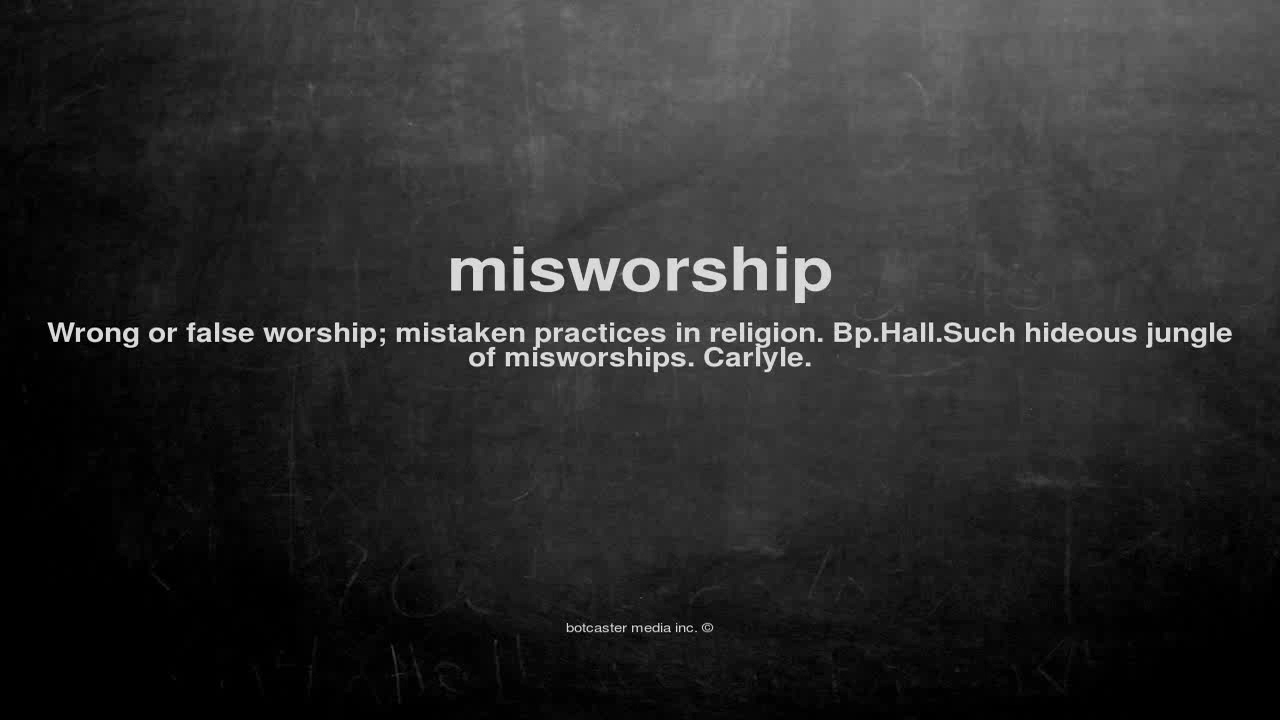 misworship
Wrong or false worship; mistaken practices in religion. Bp.Hall.Such hideous jungle
of misworships. Carlyle.
botcaster media inc. ©